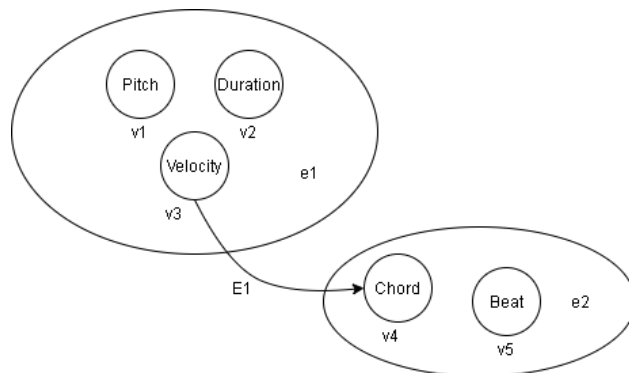 Pitch
Duration
v1
v2
Velocity
e1
v3
E1
Chord
Beat
e2
v4
v5